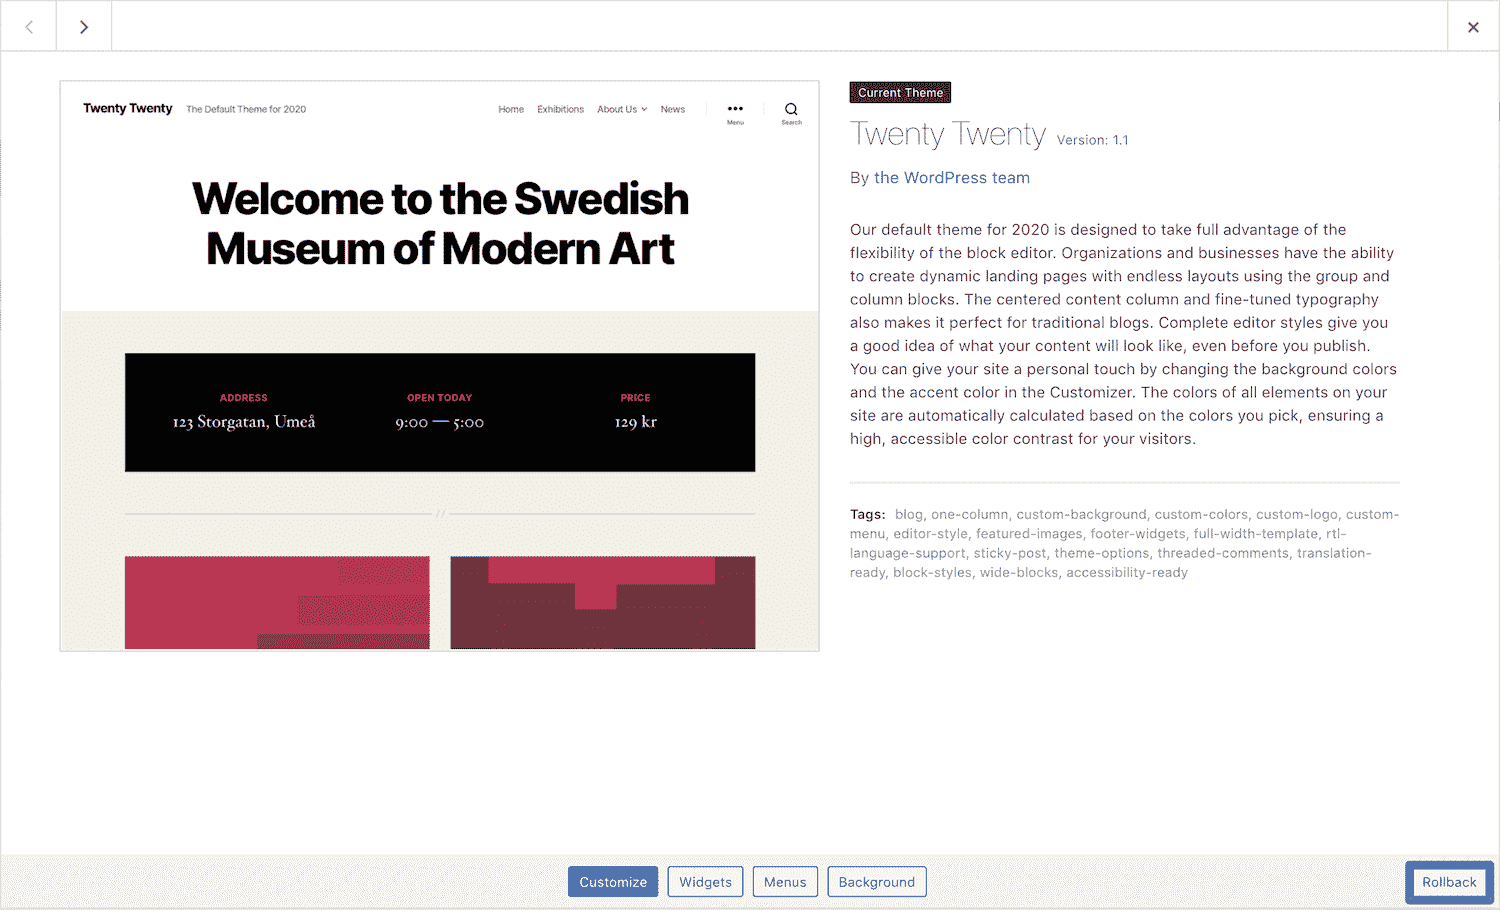 Twenty Twenty The Default Theme for 2020 Home Exhibitions About Us News Menu Search
Welcome to the Swedish
Museum of Modern Art
ADDRESS OPEN TODAY PRICE
123 Storgatan, Umeå 9:00 — 5:00 129 kr
//
Current Theme
Twenty Twenty Version: 1.1
By the WordPress team
Our default theme for 2020 is designed to take full advantage of the
flexibility of the block editor. Organizations and businesses have the ability
to create dynamic landing pages with endless layouts using the group and
column blocks. The centered content column and fine-tuned typography
also makes it perfect for traditional blogs. Complete editor styles give you
a good idea of what your content will look like, even before you publish.
You can give your site a personal touch by changing the background colors
and the accent color in the Customizer. The colors of all elements on your
site are automatically calculated based on the colors you pick, ensuring a
high, accessible color contrast for your visitors.
Tags: blog, one-column, custom-background, custom-colors, custom-logo, custom-
menu, editor-style, featured-images, footer-widgets, full-width-template, rtl-
language-support, sticky-post, theme-options, threaded-comments, translation-
ready, block-styles, wide-blocks, accessibility-ready
Customize Widgets Menus Background Rollback